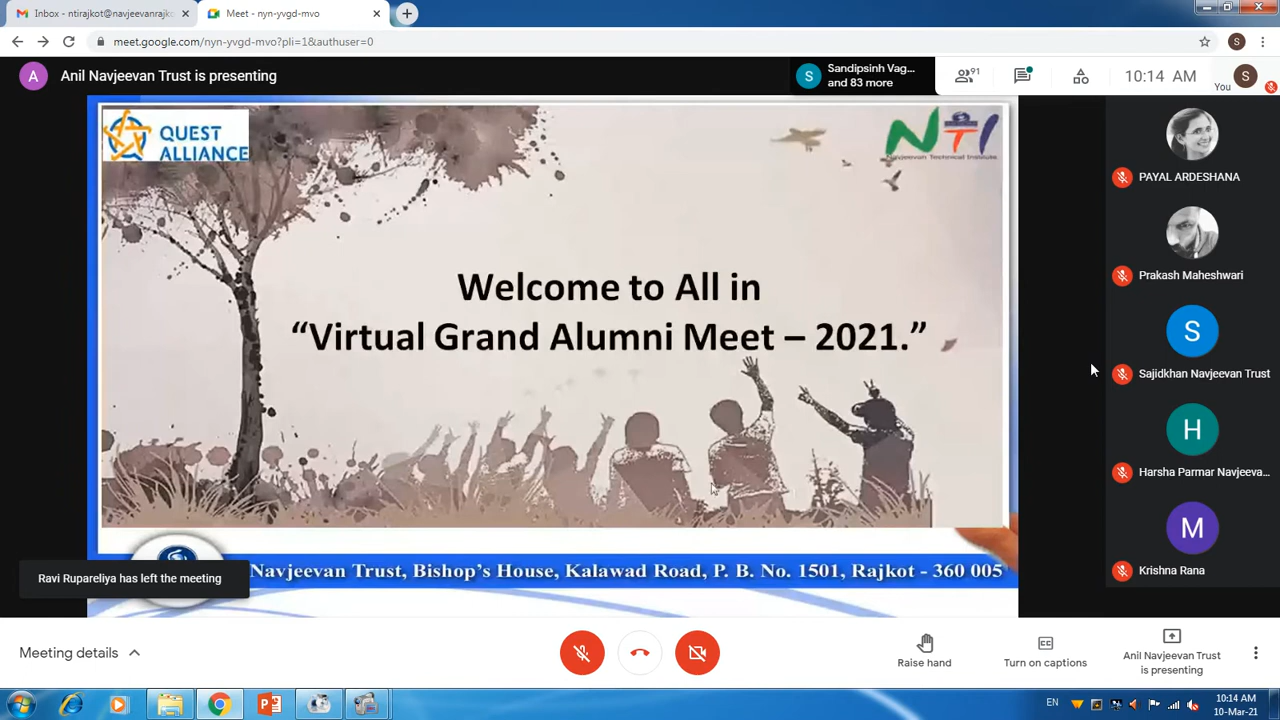 Inbox - ntirajkot@navjeevanrajko
Meet - nyn-yvgd-mvo
meet.google.com/nyn-yvgd-mvo?pli=1&authuser=0
S
A
Anil Navjeevan Trust is presenting
S
Sandipsinh Vag...
and 83 more
91
10:14 AM
You
S
QUEST
ALLIANCE
NTI
Navjeevan Technical Institute
Welcome to All in
“Virtual Grand Alumni Meet – 2021.”
Navjeevan Trust, Bishop's House, Kalawad Road, P. B. No. 1501, Rajkot - 360 005
PAYAL ARDESHANA
Prakash Maheshwari
S
Sajidkhan Navjeevan Trust
H
Harsha Parmar Navjeeva...
M
Krishna Rana
Ravi Rupareliya has left the meeting
Meeting details
Raise hand
Turn on captions
Anil Navjeevan Trust
is presenting
EN
10:14 AM
10-Mar-21